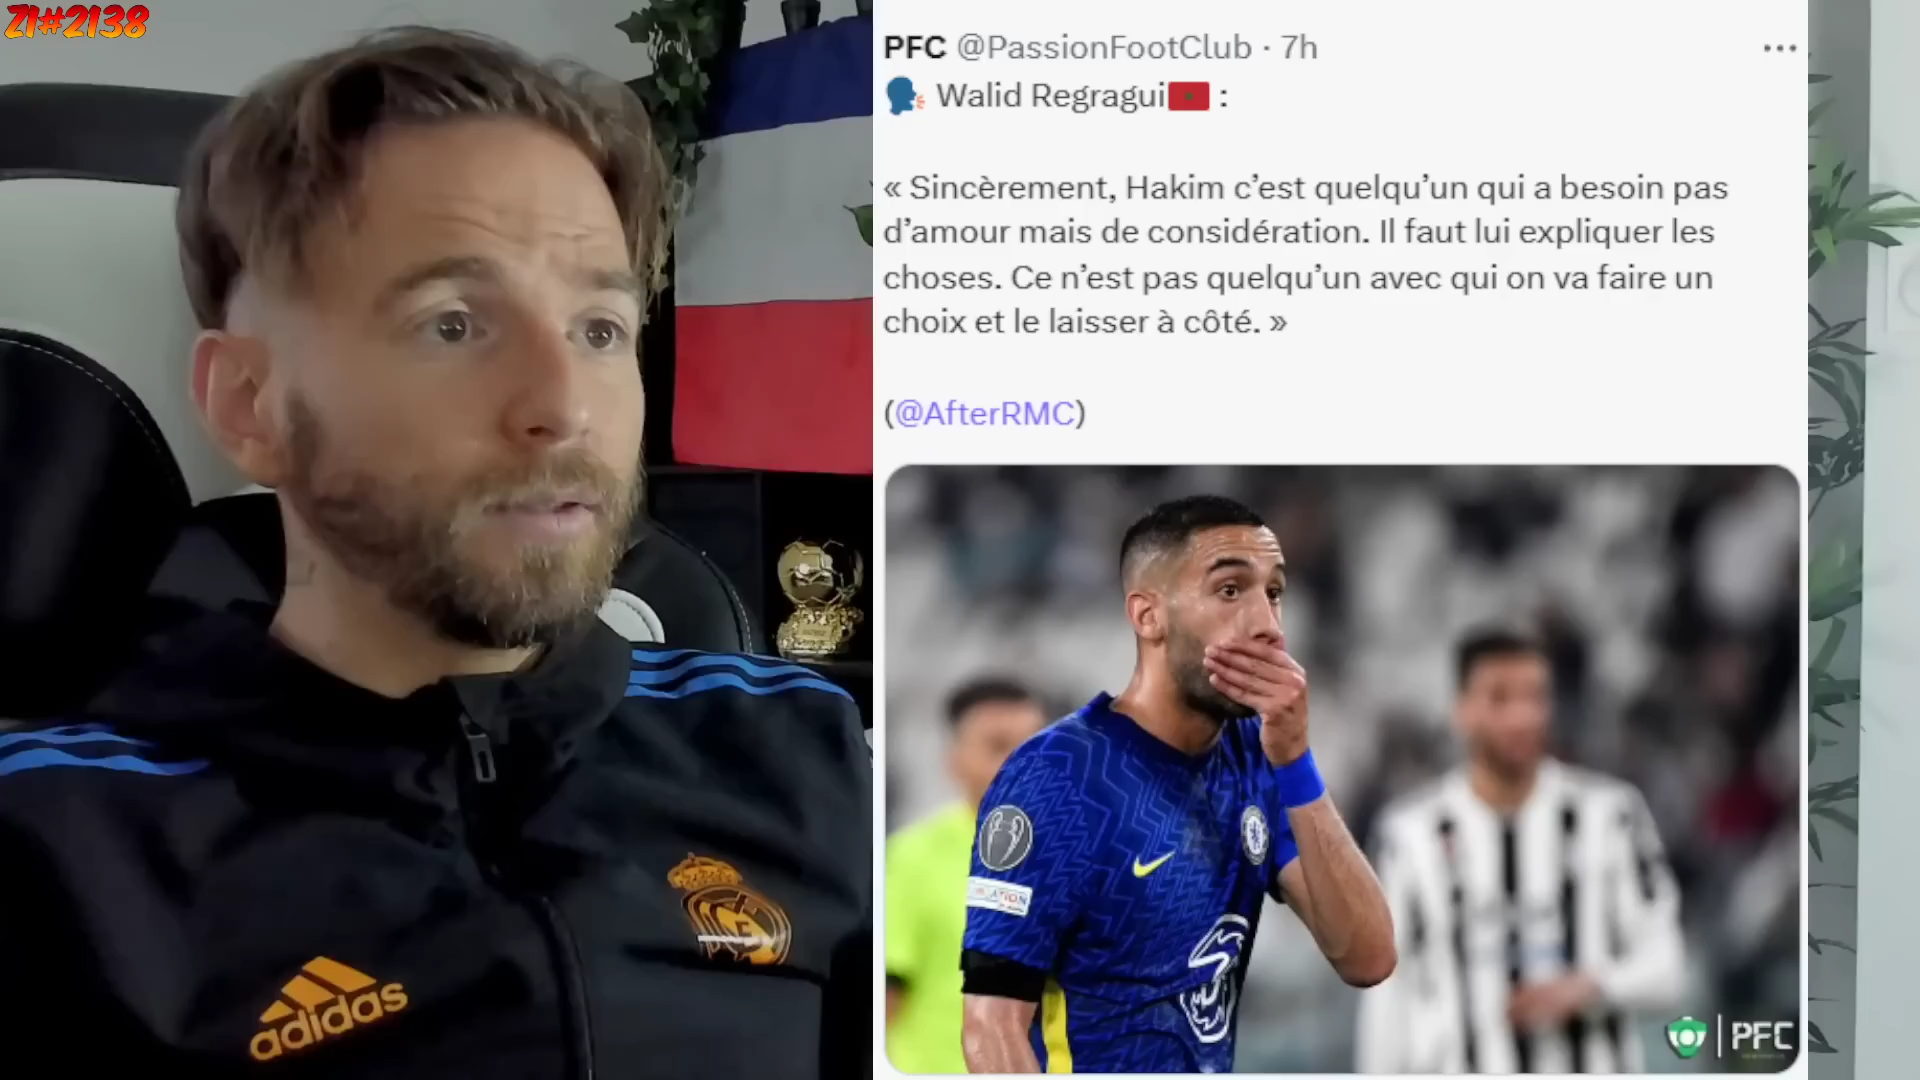 Z1#2138
PFC @PassionFootClub · 7h
Walid Regragui :
« Sincèrement, Hakim c’est quelqu’un qui a besoin pas
d’amour mais de considération. Il faut lui expliquer les
choses. Ce n’est pas quelqu’un avec qui on va faire un
choix et le laisser à côté. »
(@AfterRMC)
adidas
PFC